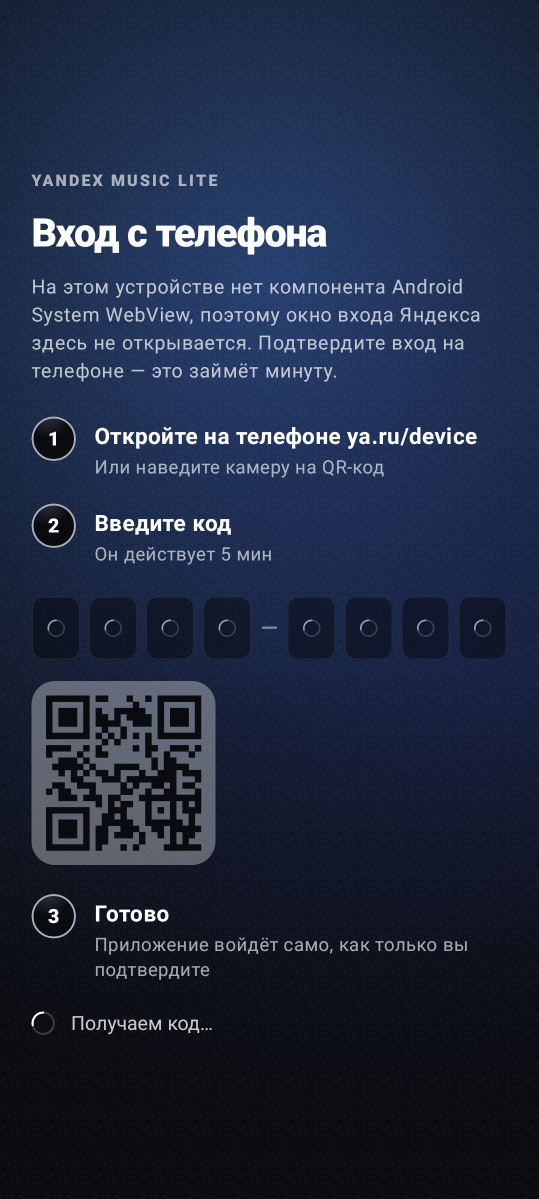 YANDEX MUSIC LITE
Вход с телефона
На этом устройстве нет компонента Android
System WebView, поэтому окно входа Яндекса
здесь не открывается. Подтвердите вход на
телефоне — это займёт минуту.
1 Откройте на телефоне ya.ru/device
Или наведите камеру на QR-код
2 Введите код
Он действует 5 мин
–
3 Готово
Приложение войдёт само, как только вы
подтвердите
Получаем код...